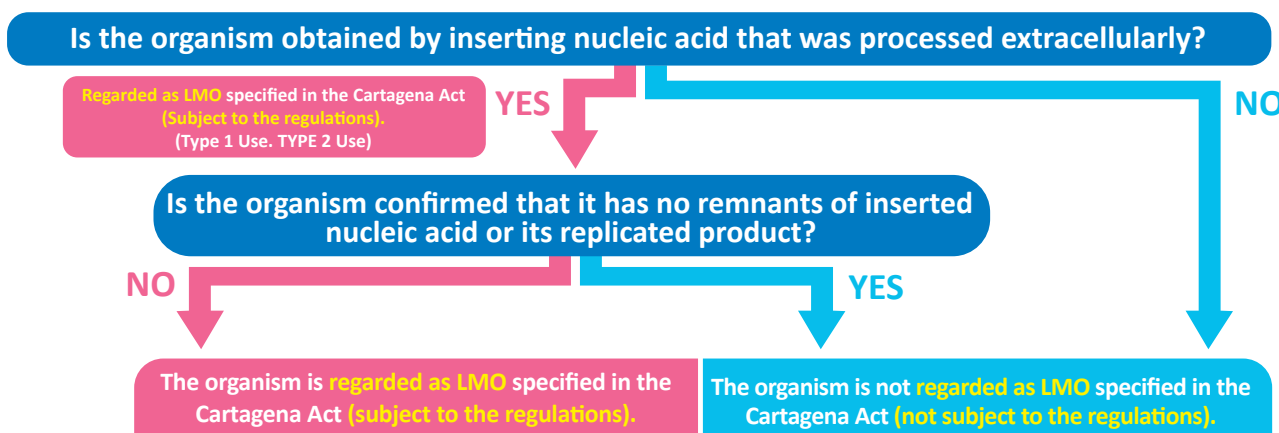 Is the organism obtained by inserting nucleic acid that was processed extracellularly?
Regarded as LMO specified in the Cartagena Act
(Subject to the regulations).
(Type 1 Use. TYPE 2 Use)
YES
NO
Is the organism confirmed that it has no remnants of inserted
nucleic acid or its replicated product?
NO
YES
The organism is regarded as LMO specified in the
Cartagena Act (subject to the regulations).
The organism is not regarded as LMO specified in the
Cartagena Act (not subject to the regulations).